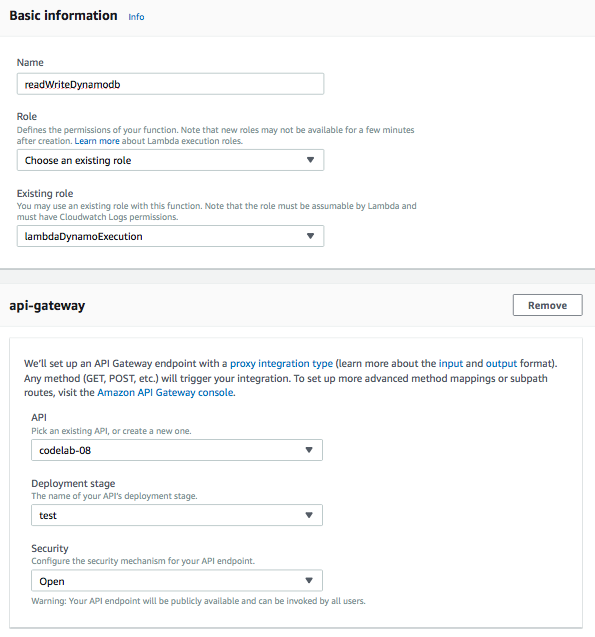 Basic information Info
Name
readWriteDynamodb
Role
Defines the permissions of your function. Note that new roles may not be available for a few minutes
after creation. Learn more about Lambda execution roles.
Choose an existing role
Existing role
You may use an existing role with this function. Note that the role must be assumable by Lambda and
must have Cloudwatch Logs permissions.
lambdaDynamoExecution
api-gateway Remove
We'll set up an API Gateway endpoint with a proxy integration type (learn more about the input and output format).
Any method (GET, POST, etc.) will trigger your integration. To set up more advanced method mappings or subpath
routes, visit the Amazon API Gateway console.
API
Pick an existing API, or create a new one.
codelab-08
Deployment stage
The name of your API's deployment stage.
test
Security
Configure the security mechanism for your API endpoint.
Open
Warning: Your API endpoint will be publicly available and can be invoked by all users.